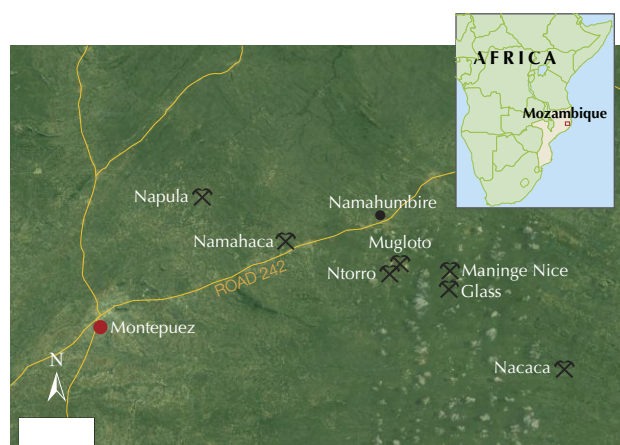 AFRICA
Mozambique
Napula
Namahumbire
Namahaca
Mugloto
ROAD 242
Ntorro
Maninge Nice
Glass
Montepuez
N
Nacaca